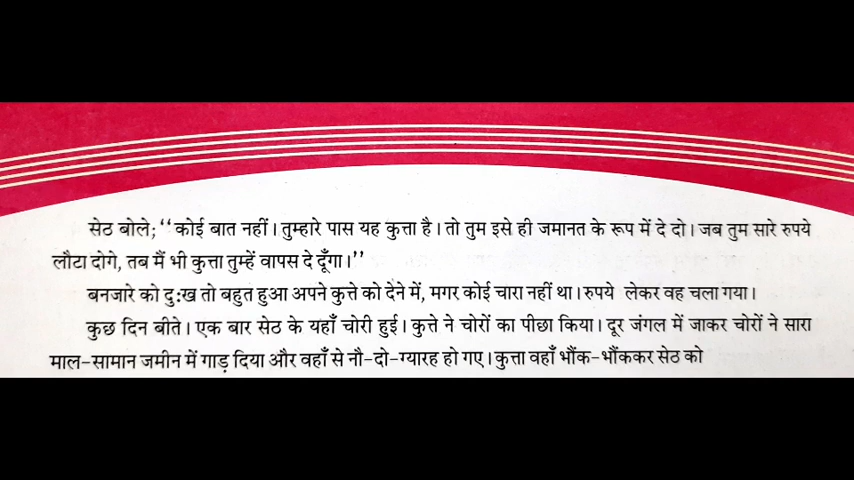 सेठ बोले; ‘‘कोई बात नहीं। तुम्हारे पास यह कुत्ता है। तो तुम इसे ही जमानत के रूप में दे दो। जब तुम सारे रुपये
लौटा दोगे, तब मैं भी कुत्ता तुम्हें वापस दे दूँगा।’’
बनजारे को दुःख तो बहुत हुआ अपने कुत्ते को देने में, मगर कोई चारा नहीं था। रुपये लेकर वह चला गया।
कुछ दिन बीते। एक बार सेठ के यहाँ चोरी हुई। कुत्ते ने चोरों का पीछा किया। दूर जंगल में जाकर चोरों ने सारा
माल-सामान जमीन में गाड़ दिया और वहाँ से नौ-दो-ग्यारह हो गए। कुत्ता वहाँ भौंक-भौंककर सेठ को